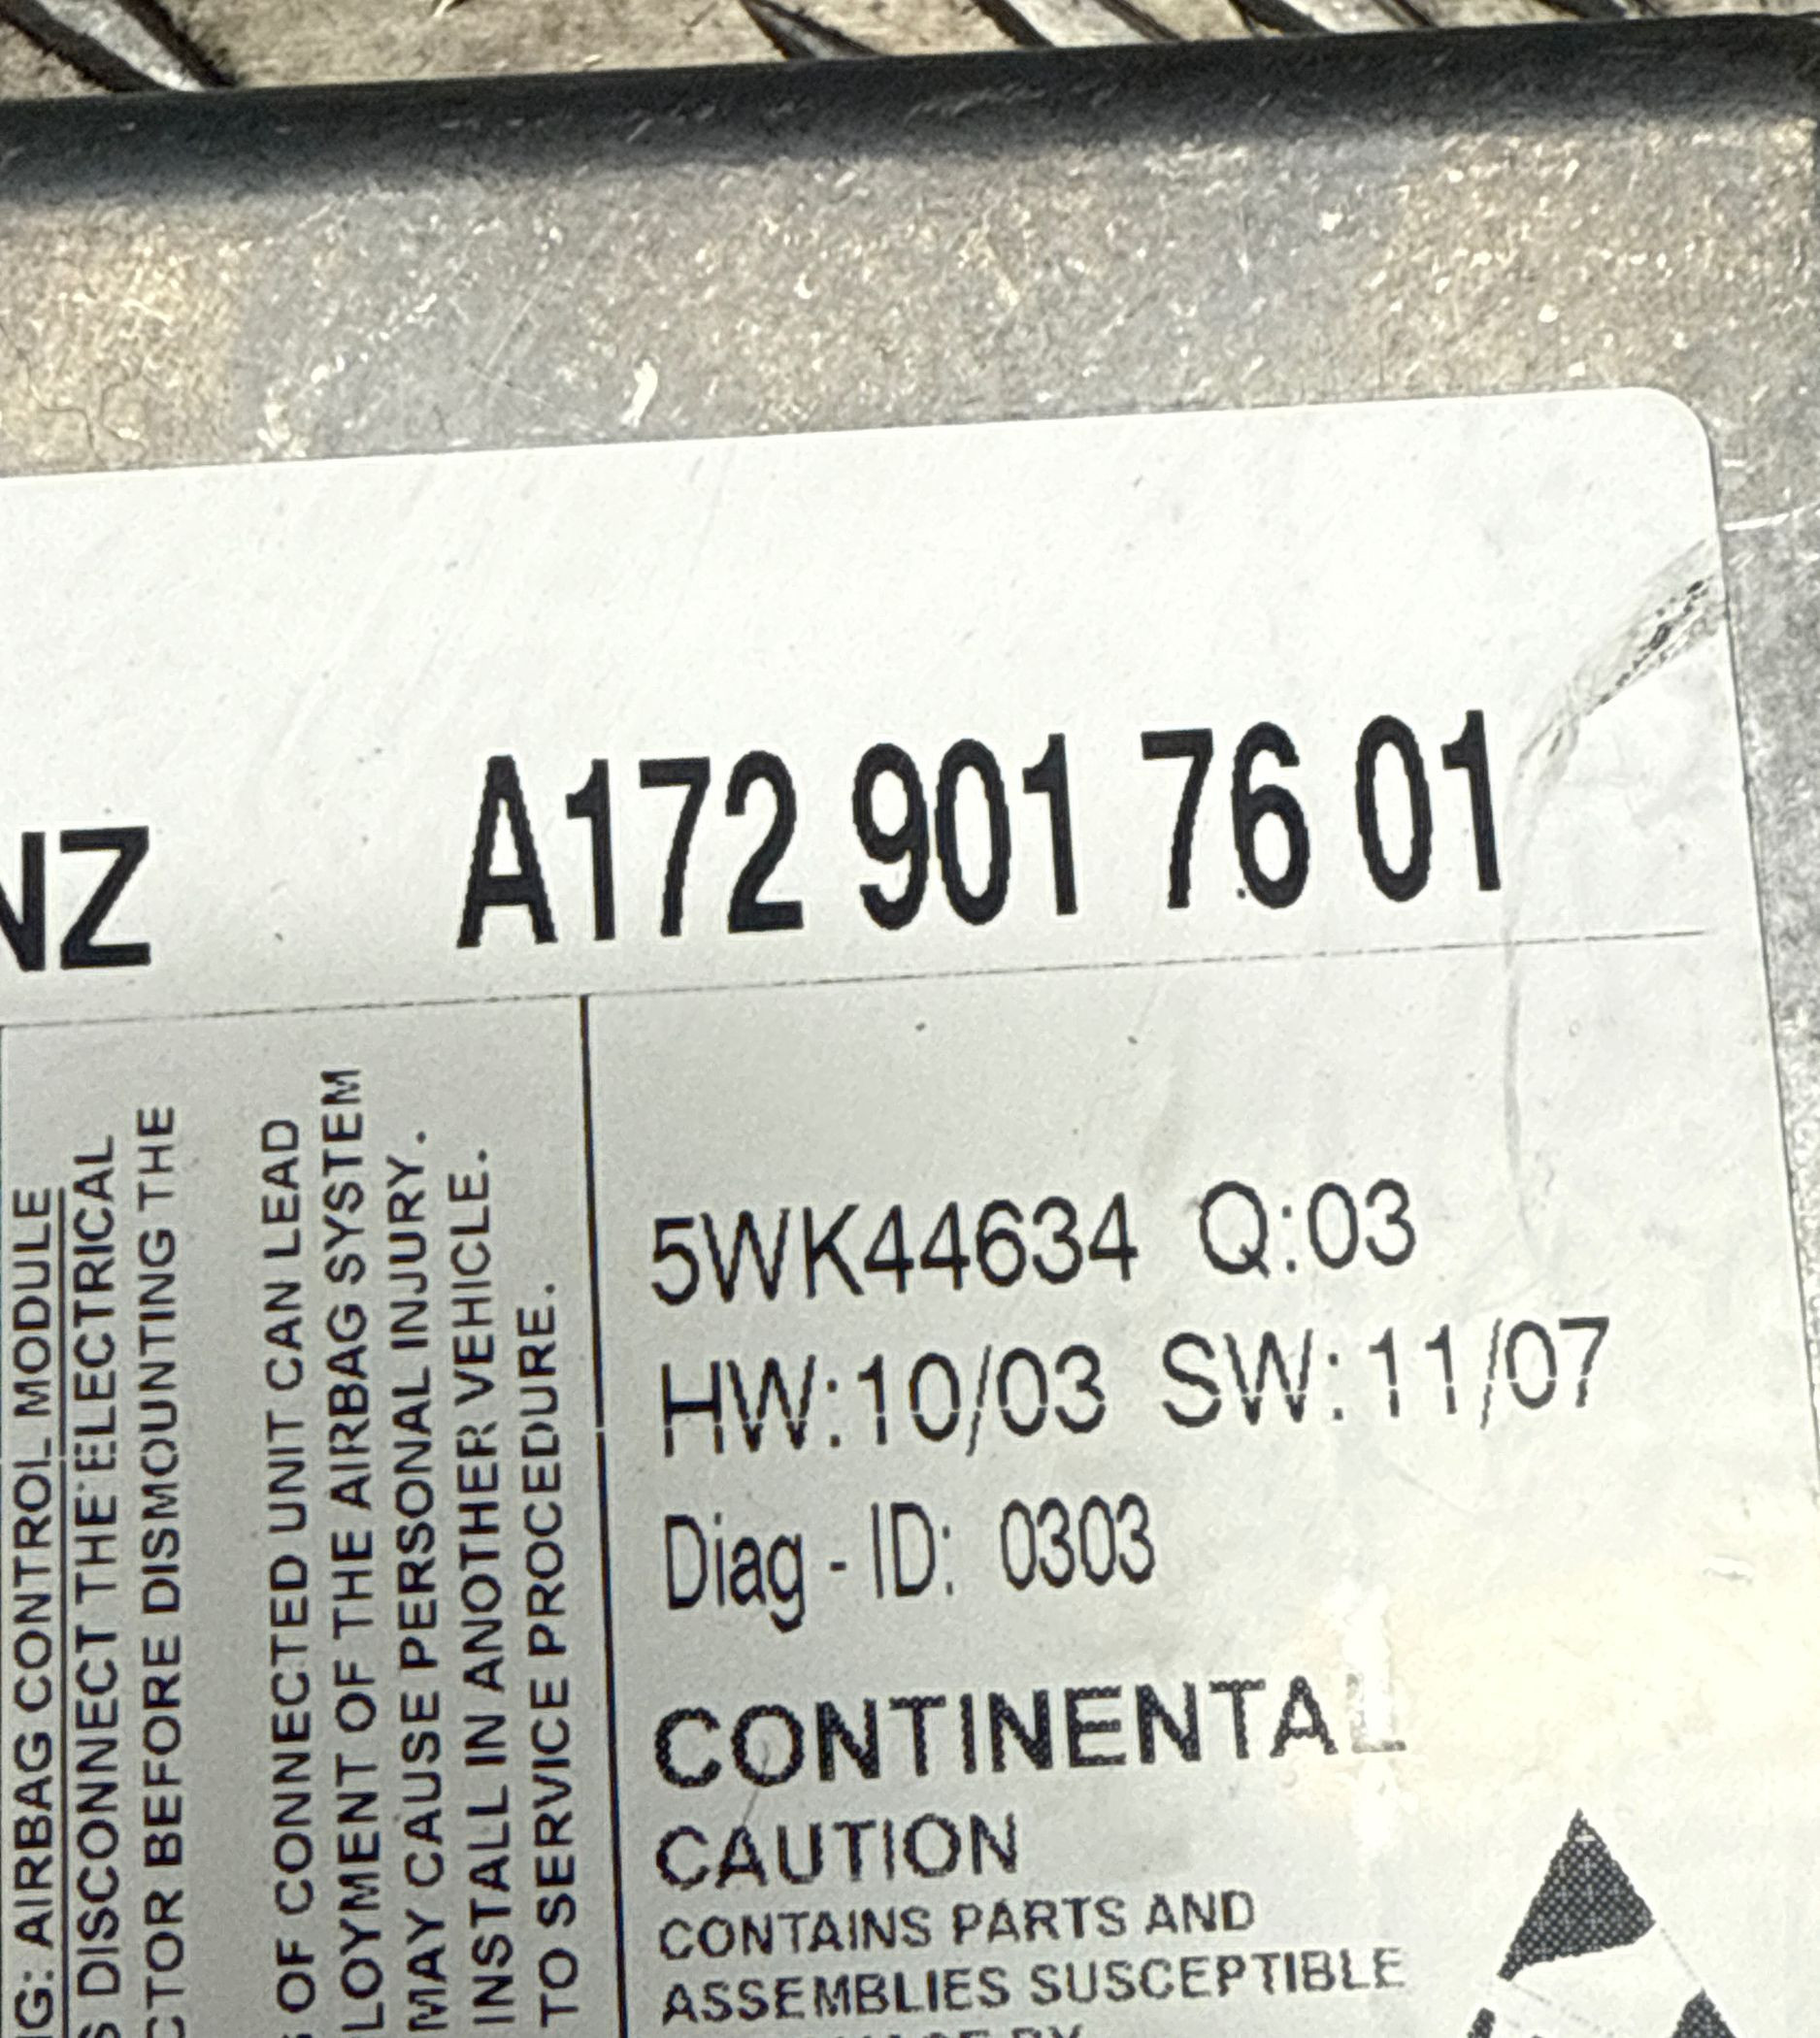 NZ A172 901 76 01
G: AIRBAG CONTROL MODULE
DISCONNECT THE ELECTRICAL
CTOR BEFORE DISMOUNTING THE
OF CONNECTED UNIT CAN LEAD
LOYMENT OF THE AIRBAG SYSTEM
MAY CAUSE PERSONAL INJURY.
INSTALL IN ANOTHER VEHICLE.
TO SERVICE PROCEDURE.
5WK44634 Q:03
HW:10/03 SW:11/07
Diag - ID: 0303
CONTINENTAL
CAUTION
CONTAINS PARTS AND
ASSEMBLIES SUSCEPTIBLE